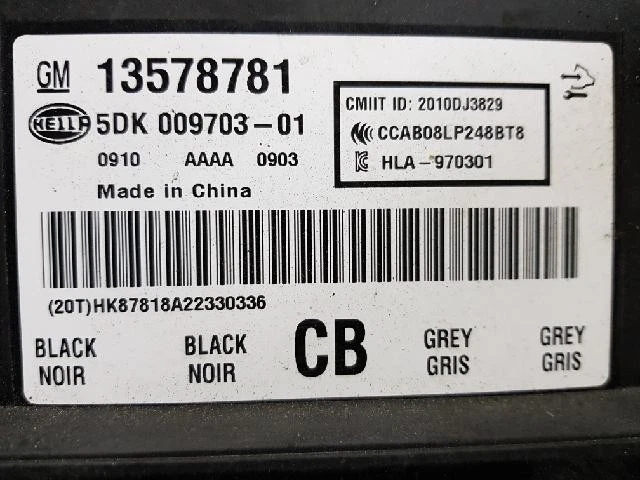 GM 13578781
HELLA 5DK 009703-01
0910 AAAA 0903
Made in China
CMIIT ID: 2010DJ3829
CCAB08LP248BT8
HLA-970301
(20T)HK87818A22330336
BLACK BLACK CB GREY GREY
NOIR NOIR GRIS GRIS